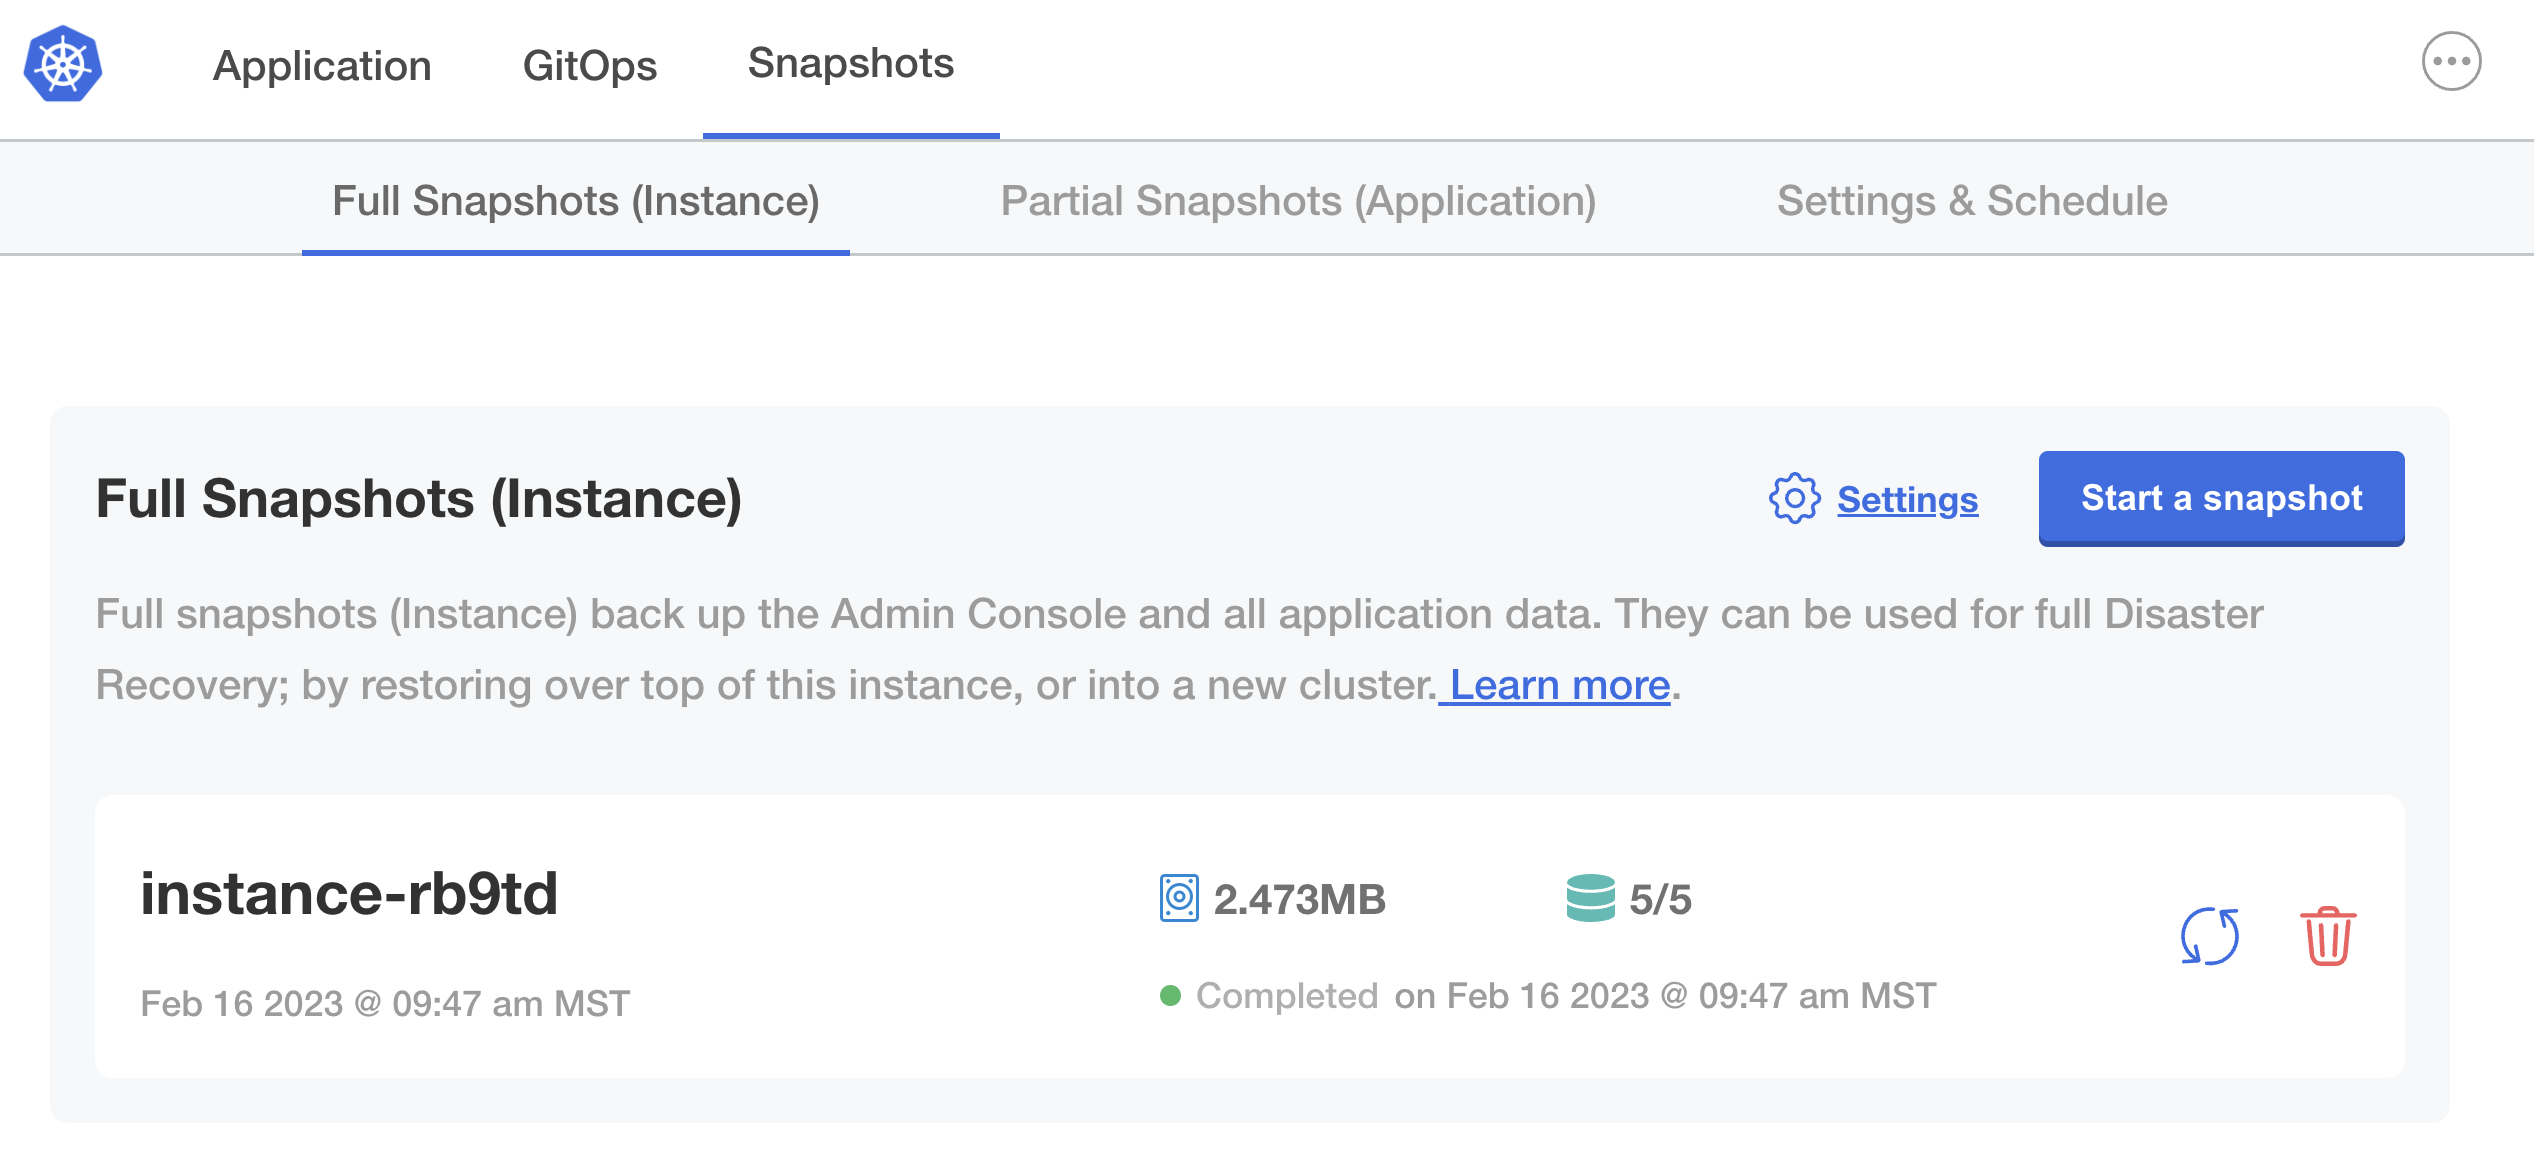 Application GitOps Snapshots
Full Snapshots (Instance) Partial Snapshots (Application) Settings & Schedule
Full Snapshots (Instance) Settings Start a snapshot
Full snapshots (Instance) back up the Admin Console and all application data. They can be used for full Disaster
Recovery; by restoring over top of this instance, or into a new cluster. Learn more.
instance-rb9td 2.473MB 5/5
Feb 16 2023 @ 09:47 am MST Completed on Feb 16 2023 @ 09:47 am MST